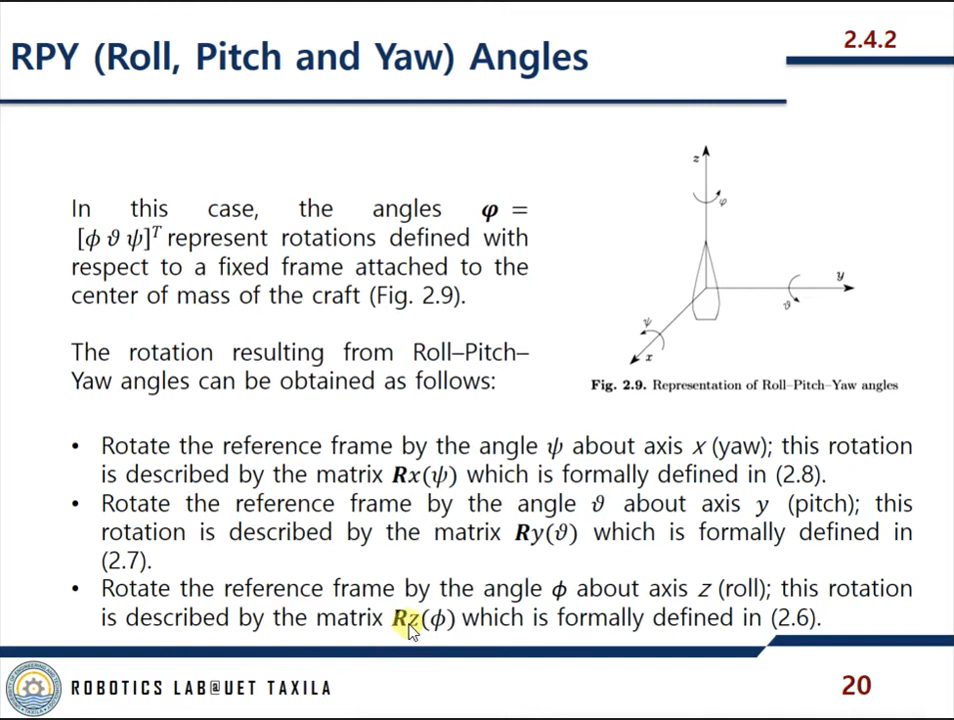 RPY (Roll, Pitch and Yaw) Angles
2.4.2
In this case, the angles φ =
[ϕ ϑ ψ]ᵀ represent rotations defined with
respect to a fixed frame attached to the
center of mass of the craft (Fig. 2.9).
The rotation resulting from Roll–Pitch–
Yaw angles can be obtained as follows:
z
φ
y
ϑ
ψ
x
Fig. 2.9. Representation of Roll–Pitch–Yaw angles
• Rotate the reference frame by the angle ψ about axis x (yaw); this rotation
is described by the matrix Rx(ψ) which is formally defined in (2.8).
• Rotate the reference frame by the angle ϑ about axis y (pitch); this
rotation is described by the matrix Ry(ϑ) which is formally defined in
(2.7).
• Rotate the reference frame by the angle ϕ about axis z (roll); this rotation
is described by the matrix Rz(ϕ) which is formally defined in (2.6).
ROBOTICS LAB@UET TAXILA
20